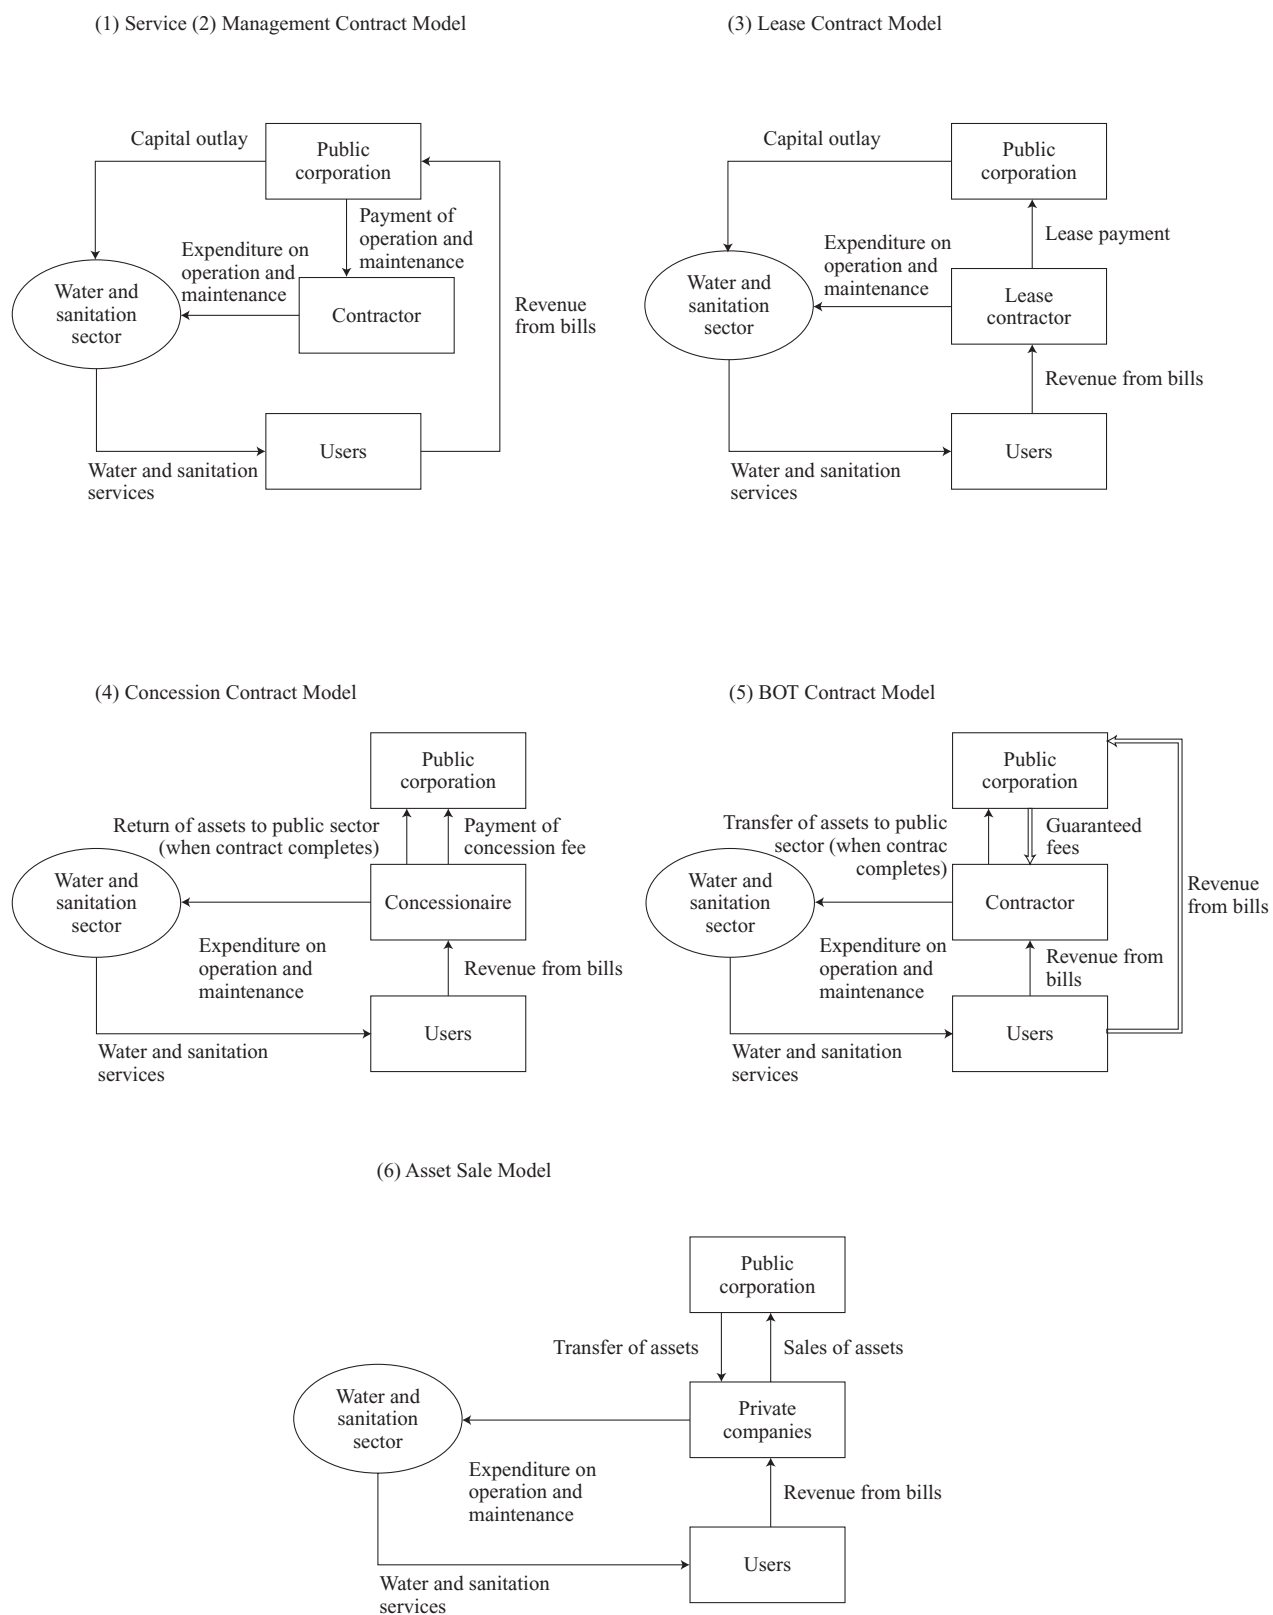 (1) Service (2) Management Contract Model
Capital outlay
Public
corporation
Payment of
operation and
maintenance
Expenditure on
operation and
maintenance
Water and
sanitation
sector
Contractor
Revenue
from bills
Users
Water and sanitation
services
(3) Lease Contract Model
Capital outlay
Public
corporation
Lease payment
Expenditure on
operation and
maintenance
Water and
sanitation
sector
Lease
contractor
Revenue from bills
Users
Water and sanitation
services
(4) Concession Contract Model
Public
corporation
Return of assets to public sector
(when contract completes)
Payment of
concession fee
Water and
sanitation
sector
Concessionaire
Expenditure on
operation and
maintenance
Revenue from bills
Users
Water and sanitation
services
(5) BOT Contract Model
Public
corporation
Transfer of assets to public
sector (when contrac
completes)
Guaranteed
fees
Water and
sanitation
sector
Contractor
Revenue
from bills
Expenditure on
operation and
maintenance
Revenue from
bills
Users
Water and sanitation
services
(6) Asset Sale Model
Public
corporation
Transfer of assets
Sales of assets
Water and
sanitation
sector
Private
companies
Expenditure on
operation and
maintenance
Revenue from bills
Users
Water and sanitation
services